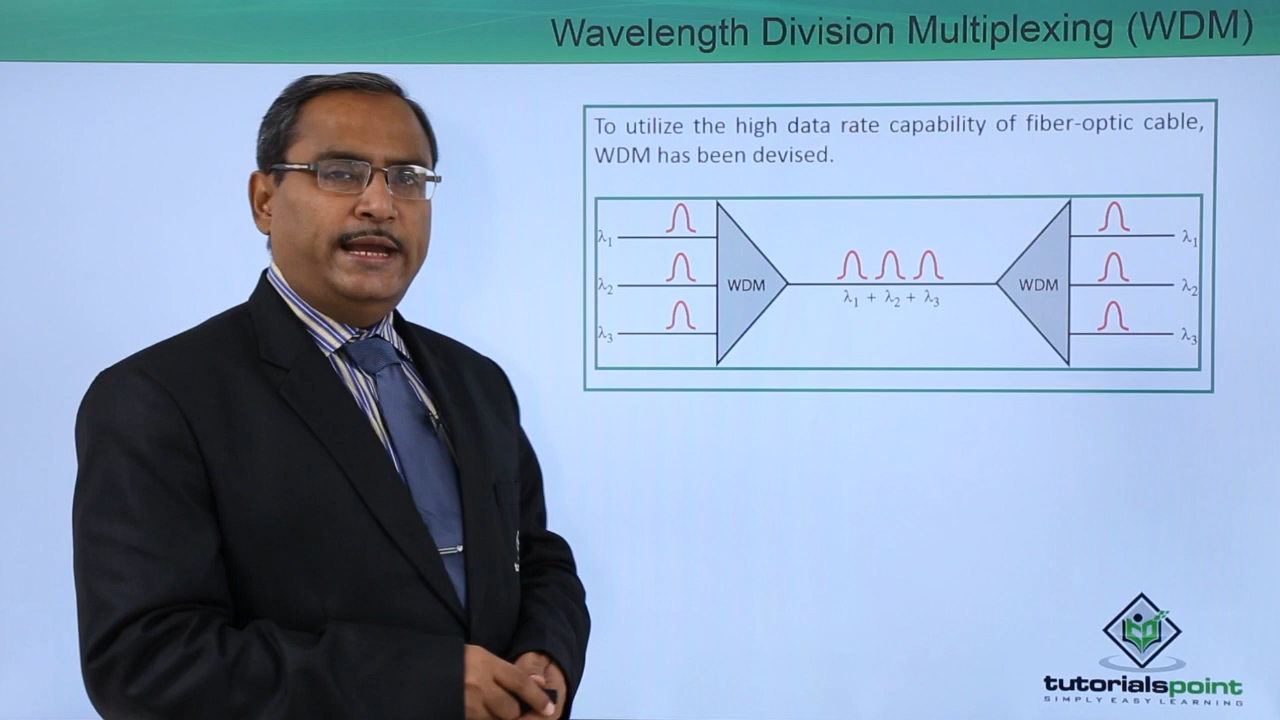 Wavelength Division Multiplexing (WDM)
To utilize the high data rate capability of fiber-optic cable,
WDM has been devised.
λ1
λ2
λ3
WDM
λ1 + λ2 + λ3
WDM
λ1
λ2
λ3
tutorialspoint
SIMPLY EASY LEARNING